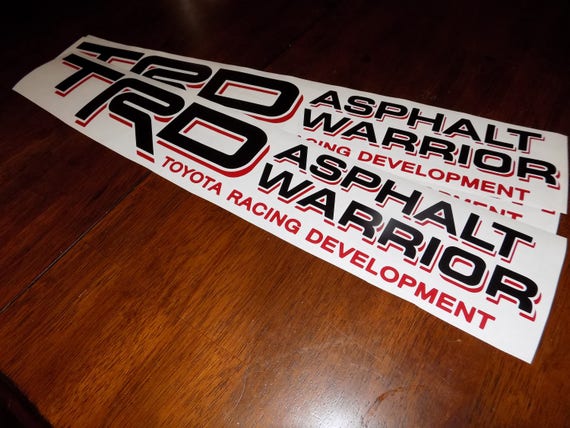 TRD ASPHALT
WARRIOR
RACING DEVELOPMENT
TRD ASPHALT
WARRIOR
TOYOTA RACING DEVELOPMENT